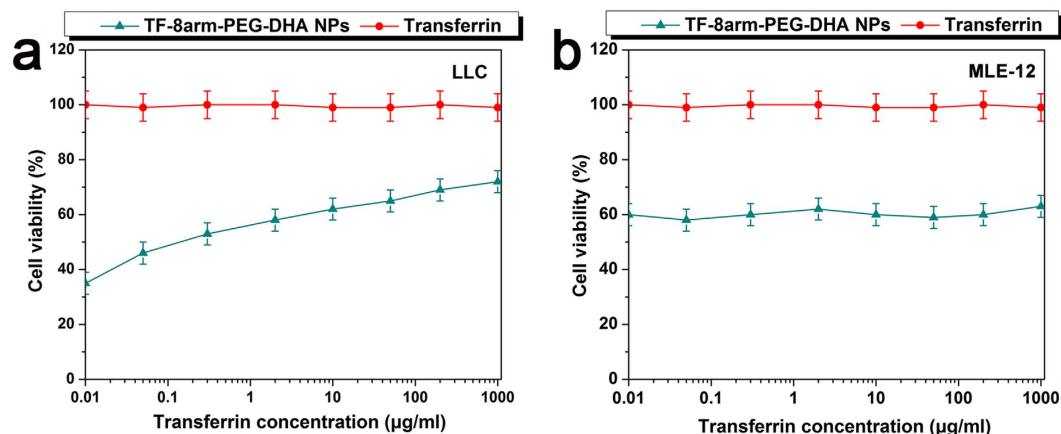 a
TF-8arm-PEG-DHA NPs Transferrin
LLC
Cell viability (%)
120
100
80
60
40
20
0
0.01 0.1 1 10 100 1000
Transferrin concentration (μg/ml)
b
TF-8arm-PEG-DHA NPs Transferrin
MLE-12
Cell viability (%)
120
100
80
60
40
20
0
0.01 0.1 1 10 100 1000
Transferrin concentration (μg/ml)